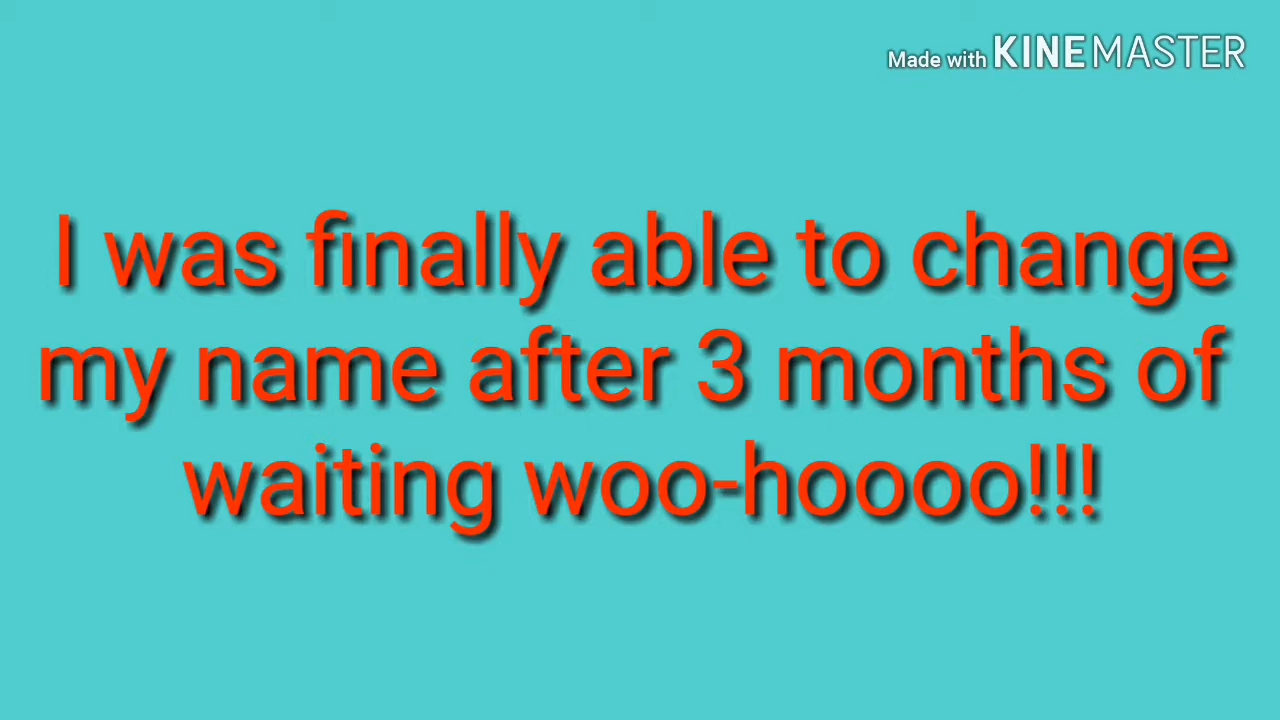 Made with KINEMASTER
I was finally able to change
my name after 3 months of
waiting woo-hoooo!!!